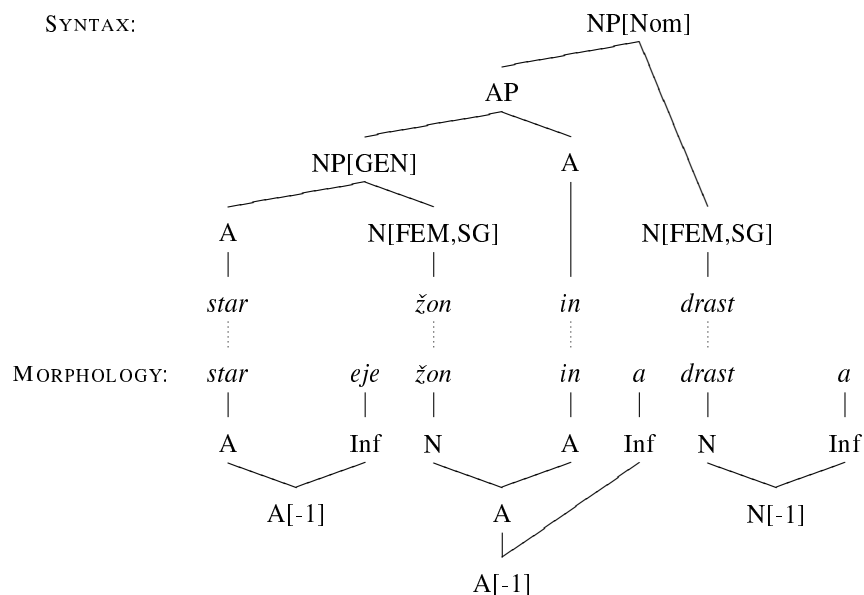 SYNTAX: NP[Nom]
AP
NP[GEN] A
A N[FEM,SG] N[FEM,SG]
star žon in drast
MORPHOLOGY: star eje žon in a drast a
A Inf N A Inf N Inf
A[-1] A N[-1]
A[-1]